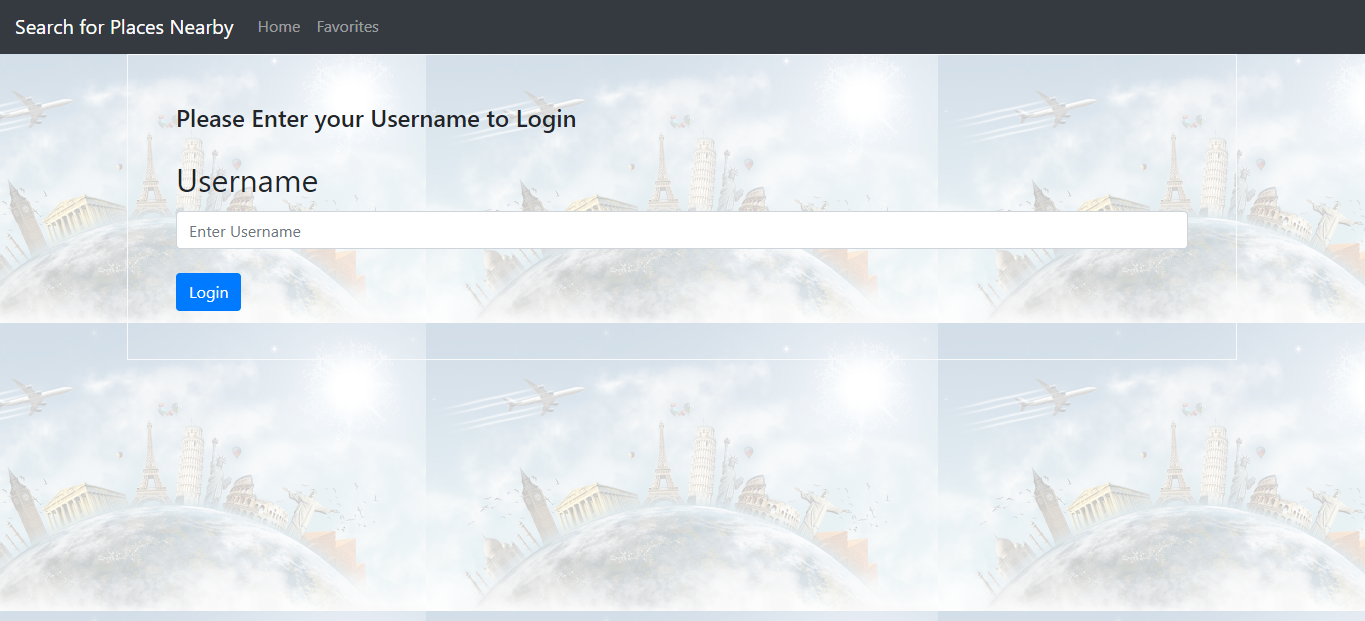 Search for Places Nearby Home Favorites
Please Enter your Username to Login
Username
Enter Username
Login